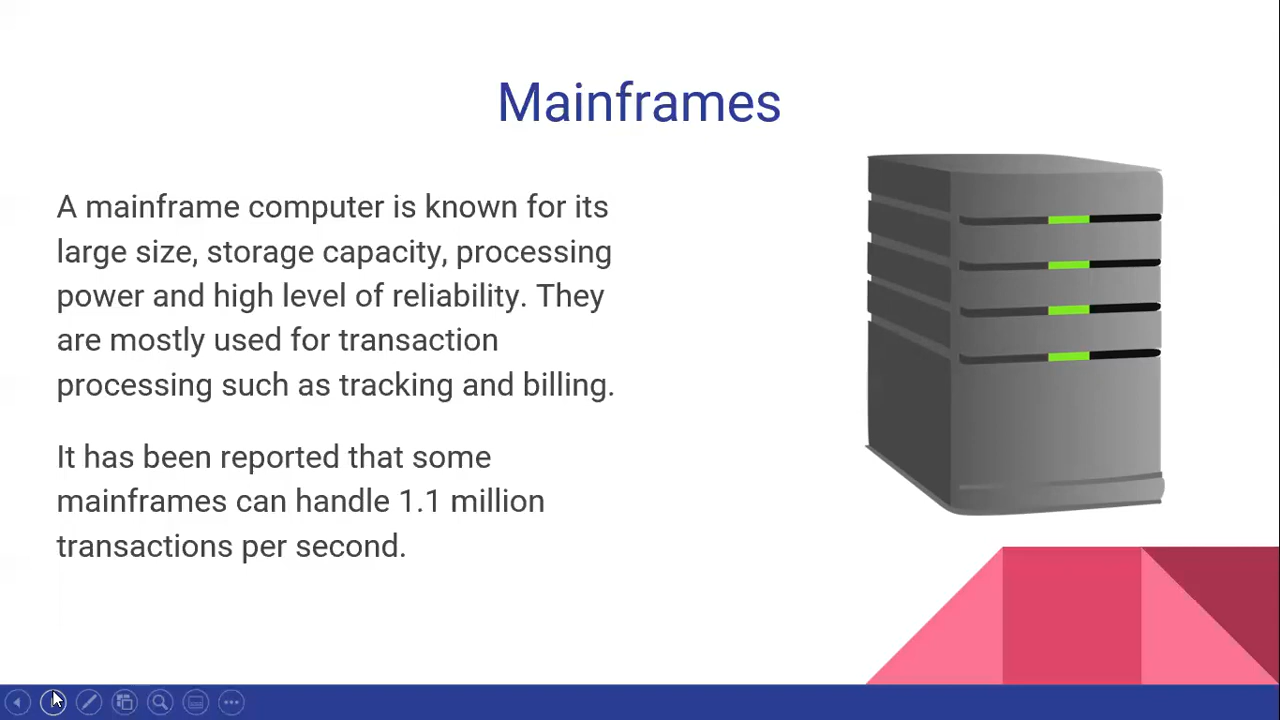 Mainframes
A mainframe computer is known for its
large size, storage capacity, processing
power and high level of reliability. They
are mostly used for transaction
processing such as tracking and billing.
It has been reported that some
mainframes can handle 1.1 million
transactions per second.